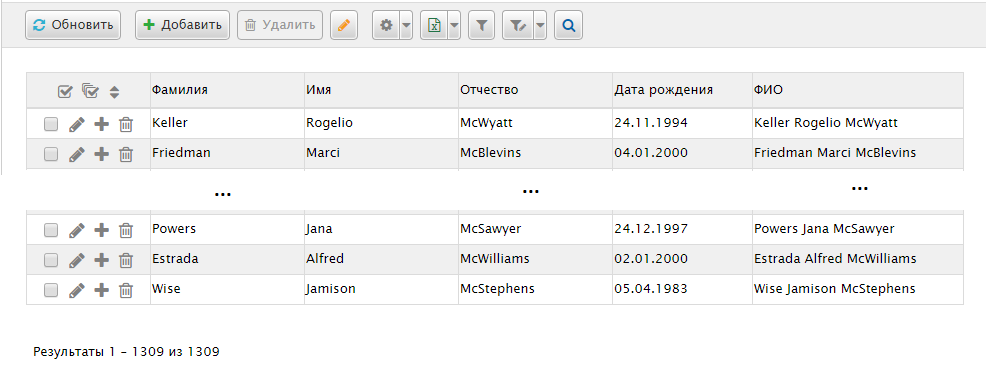 Обновить Добавить Удалить
Фамилия Имя Отчество Дата рождения ФИО
Keller Rogelio McWyatt 24.11.1994 Keller Rogelio McWyatt
Friedman Marci McBlevins 04.01.2000 Friedman Marci McBlevins
... ... ...
Powers Jana McSawyer 24.12.1997 Powers Jana McSawyer
Estrada Alfred McWilliams 02.01.2000 Estrada Alfred McWilliams
Wise Jamison McStephens 05.04.1983 Wise Jamison McStephens
Результаты 1 – 1309 из 1309